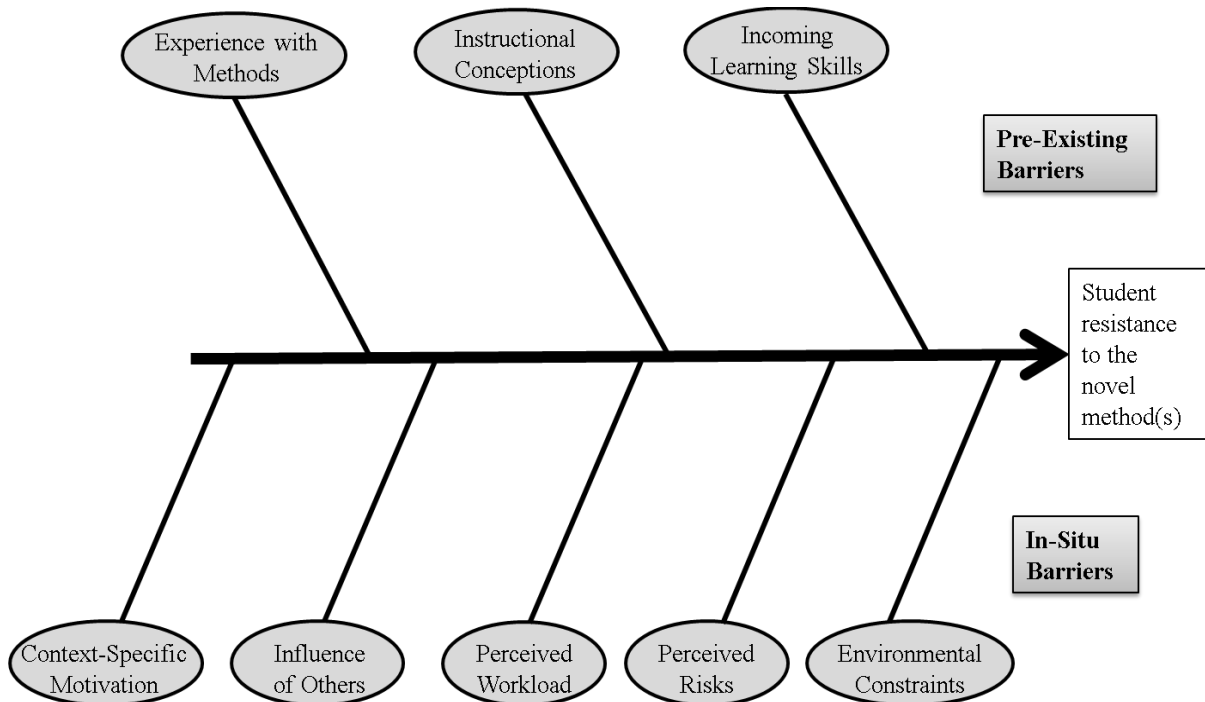 Experience with
Methods
Instructional
Conceptions
Incoming
Learning Skills
Pre-Existing
Barriers
Student
resistance
to the
novel
method(s)
In-Situ
Barriers
Context-Specific
Motivation
Influence
of Others
Perceived
Workload
Perceived
Risks
Environmental
Constraints